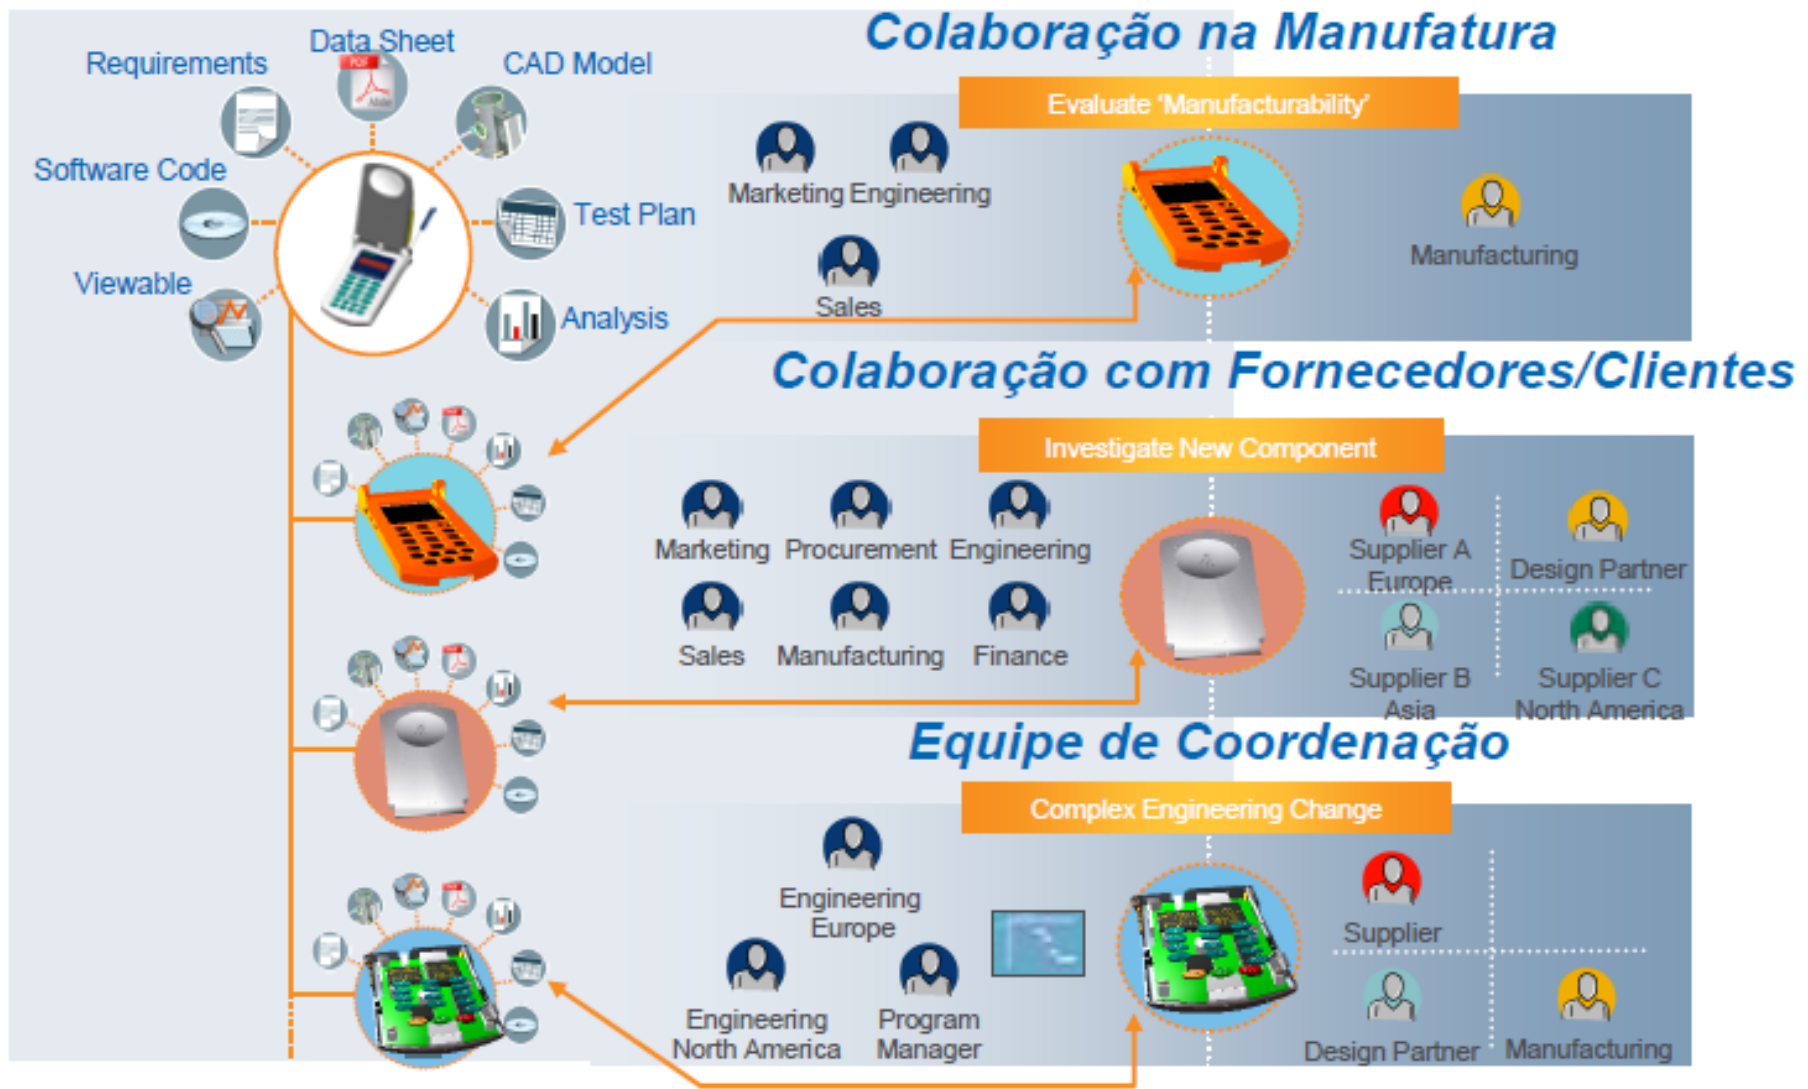 Colaboração na Manufatura
Data Sheet
Requirements
CAD Model
Software Code
Test Plan
Viewable
Analysis
Evaluate 'Manufacturability'
Marketing
Engineering
Sales
Manufacturing
Colaboração com Fornecedores/Clientes
Investigate New Component
Marketing
Procurement
Engineering
Sales
Manufacturing
Finance
Supplier A
Europe
Design Partner
Supplier B
Asia
Supplier C
North America
Equipe de Coordenação
Complex Engineering Change
Engineering
Europe
Engineering
North America
Program
Manager
Supplier
Design Partner
Manufacturing